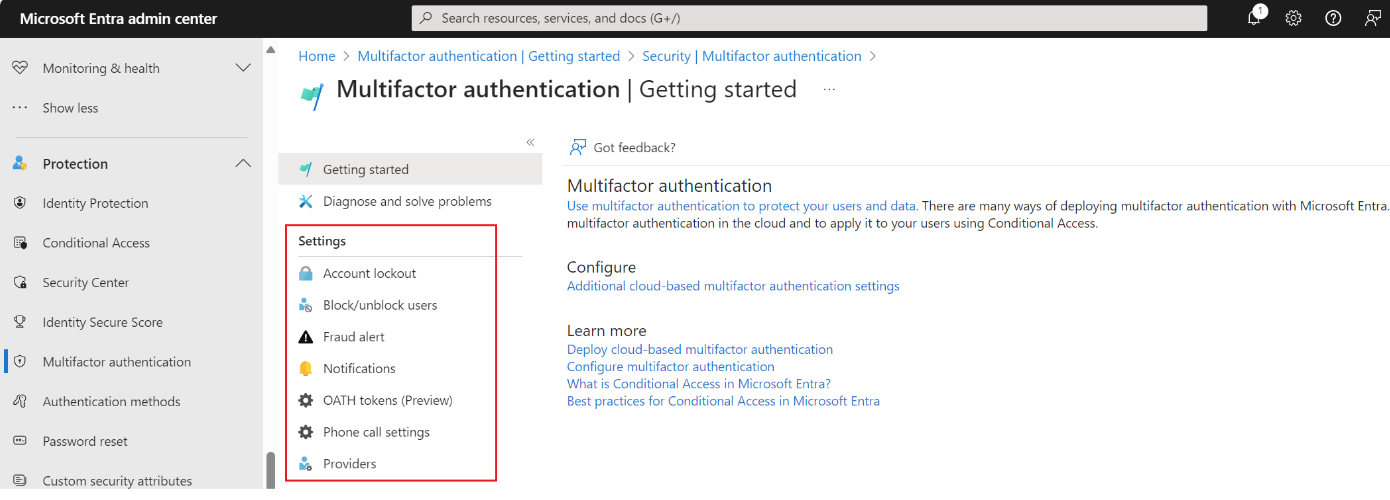 Microsoft Entra admin center
Search resources, services, and docs (G+/)
1
Monitoring & health
Show less
Protection
Identity Protection
Conditional Access
Security Center
Identity Secure Score
Multifactor authentication
Authentication methods
Password reset
Custom security attributes
Home > Multifactor authentication | Getting started > Security | Multifactor authentication >
Multifactor authentication | Getting started ...
«
Getting started
Diagnose and solve problems
Settings
Account lockout
Block/unblock users
Fraud alert
Notifications
OATH tokens (Preview)
Phone call settings
Providers
Got feedback?
Multifactor authentication
Use multifactor authentication to protect your users and data. There are many ways of deploying multifactor authentication with Microsoft Entra.
multifactor authentication in the cloud and to apply it to your users using Conditional Access.
Configure
Additional cloud-based multifactor authentication settings
Learn more
Deploy cloud-based multifactor authentication
Configure multifactor authentication
What is Conditional Access in Microsoft Entra?
Best practices for Conditional Access in Microsoft Entra